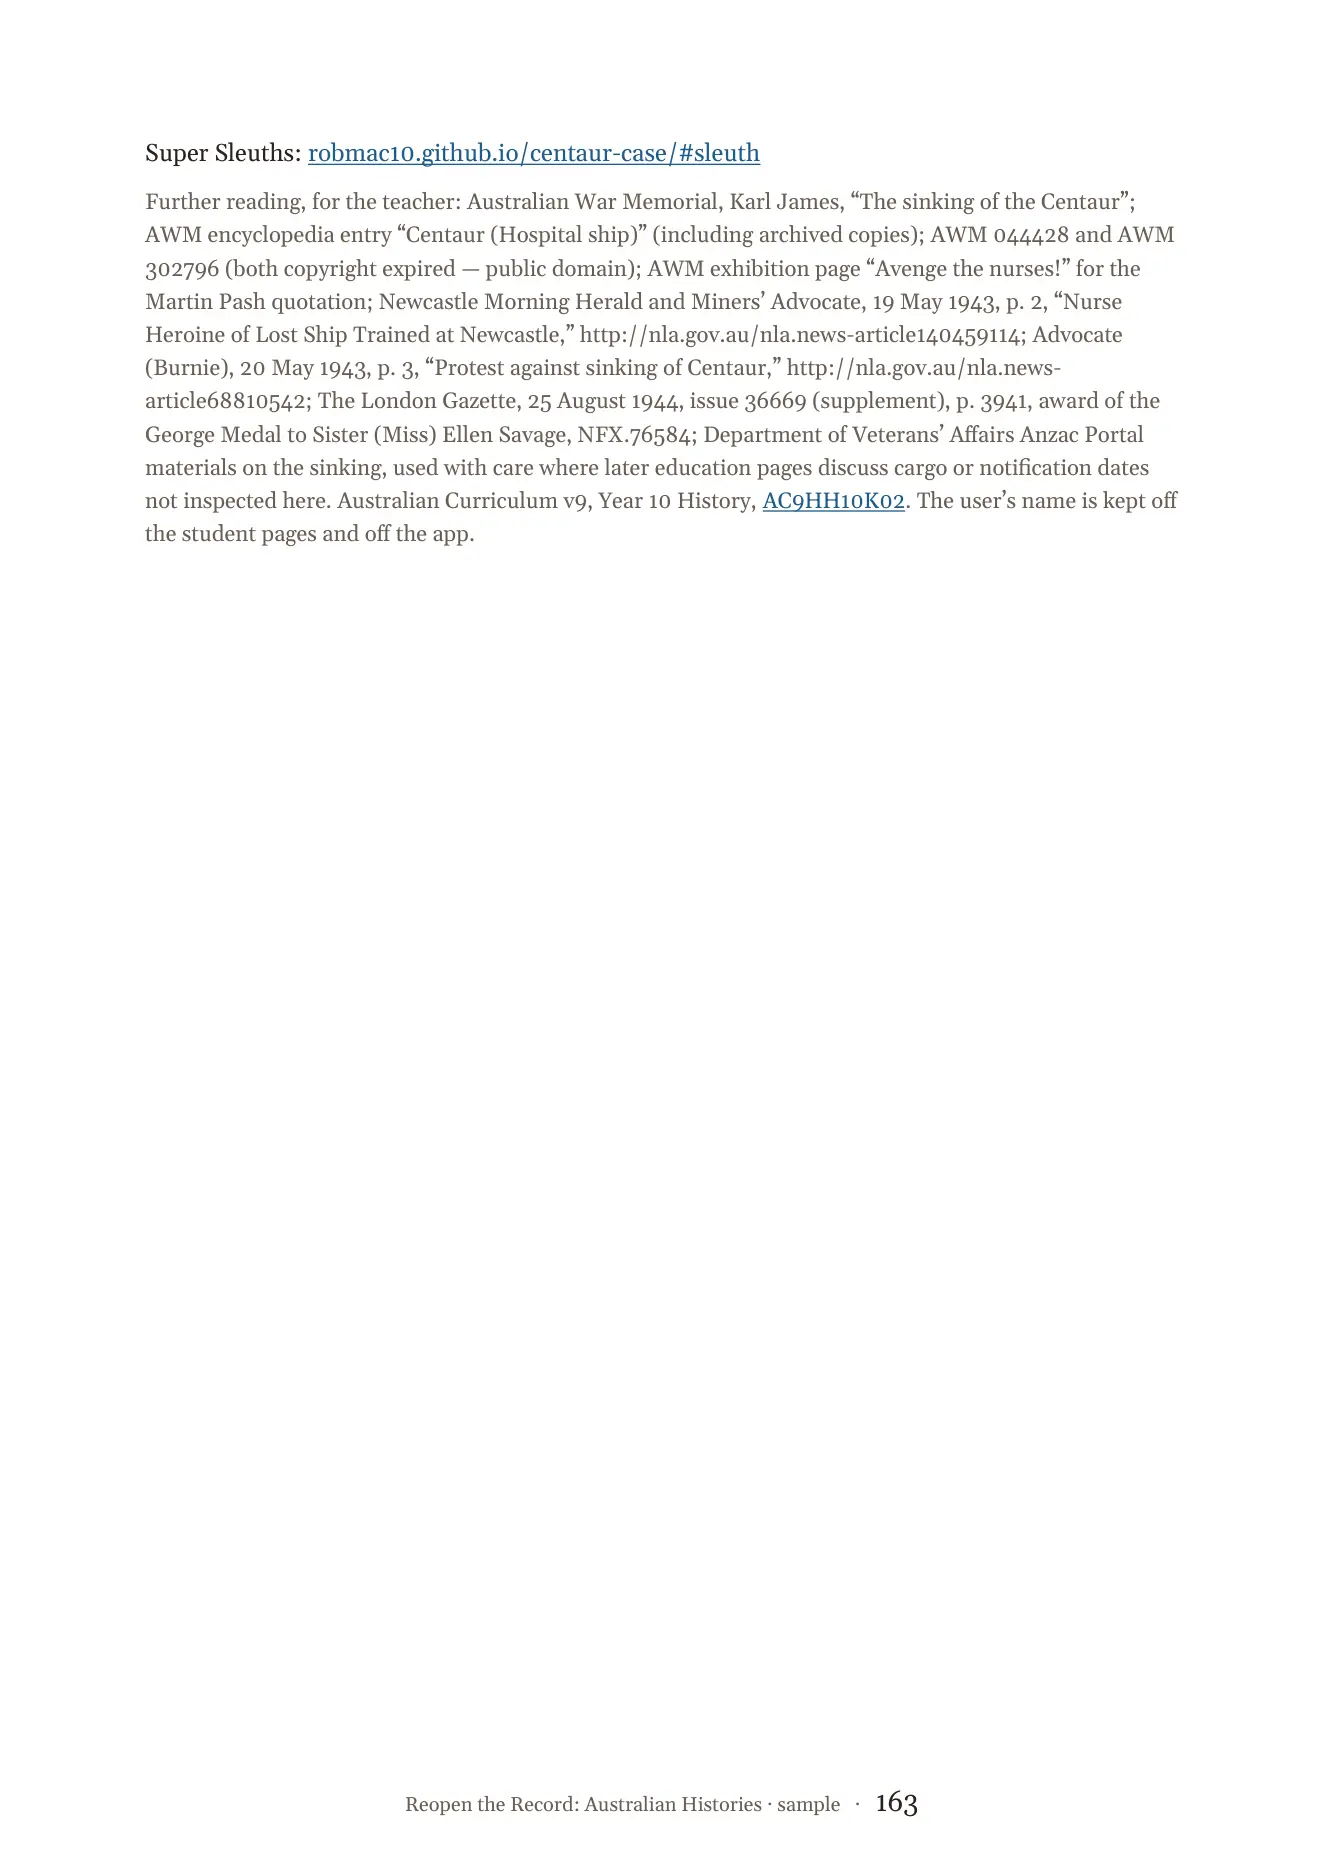 Super Sleuths: robmac10.github.io/centaur-case/#sleuth
Further reading, for the teacher: Australian War Memorial, Karl James, “The sinking of the Centaur”;
AWM encyclopedia entry “Centaur (Hospital ship)” (including archived copies); AWM 044428 and AWM
302796 (both copyright expired — public domain); AWM exhibition page “Avenge the nurses!” for the
Martin Pash quotation; Newcastle Morning Herald and Miners’ Advocate, 19 May 1943, p. 2, “Nurse
Heroine of Lost Ship Trained at Newcastle,” http://nla.gov.au/nla.news-article140459114; Advocate
(Burnie), 20 May 1943, p. 3, “Protest against sinking of Centaur,” http://nla.gov.au/nla.news-
article68810542; The London Gazette, 25 August 1944, issue 36669 (supplement), p. 3941, award of the
George Medal to Sister (Miss) Ellen Savage, NFX.76584; Department of Veterans’ Affairs Anzac Portal
materials on the sinking, used with care where later education pages discuss cargo or notification dates
not inspected here. Australian Curriculum v9, Year 10 History, AC9HH10K02. The user’s name is kept off
the student pages and off the app.
Reopen the Record: Australian Histories · sample · 163